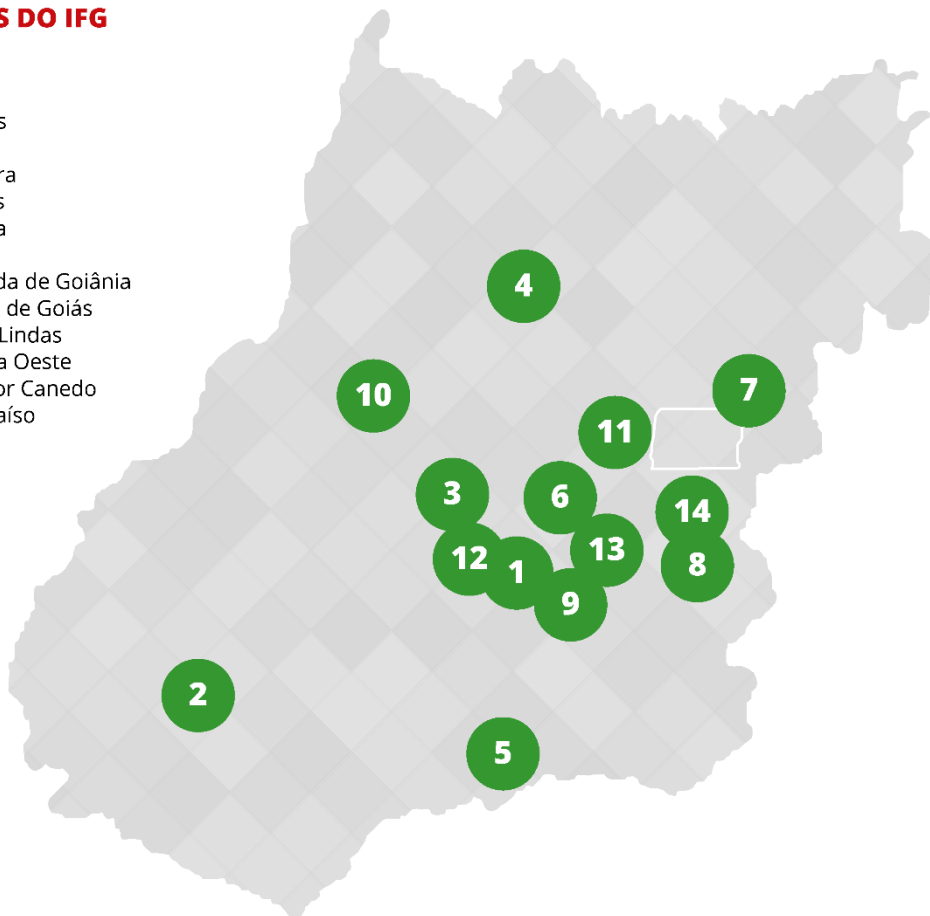 S DO IFG
s
ra
s
a
da de Goiânia
de Goiás
Lindas
a Oeste
or Canedo
aíso
4
10
7
11
3
6
14
12
1
13
8
9
2
5